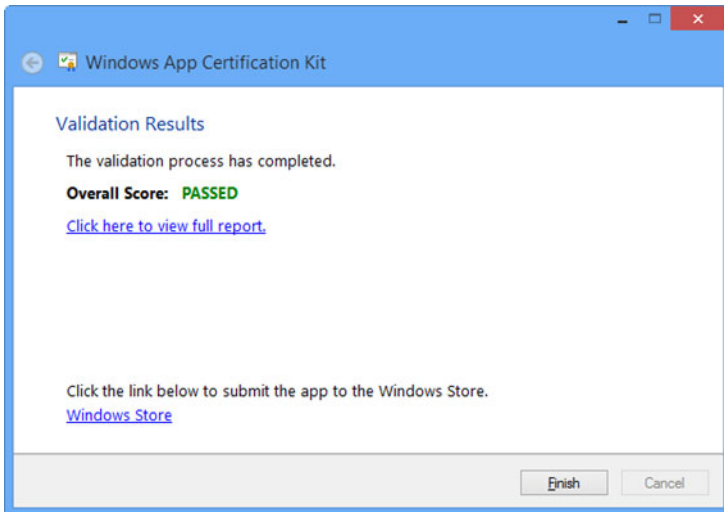 Windows App Certification Kit
Validation Results
The validation process has completed.
Overall Score: PASSED
Click here to view full report.
Click the link below to submit the app to the Windows Store.
Windows Store
Finish Cancel